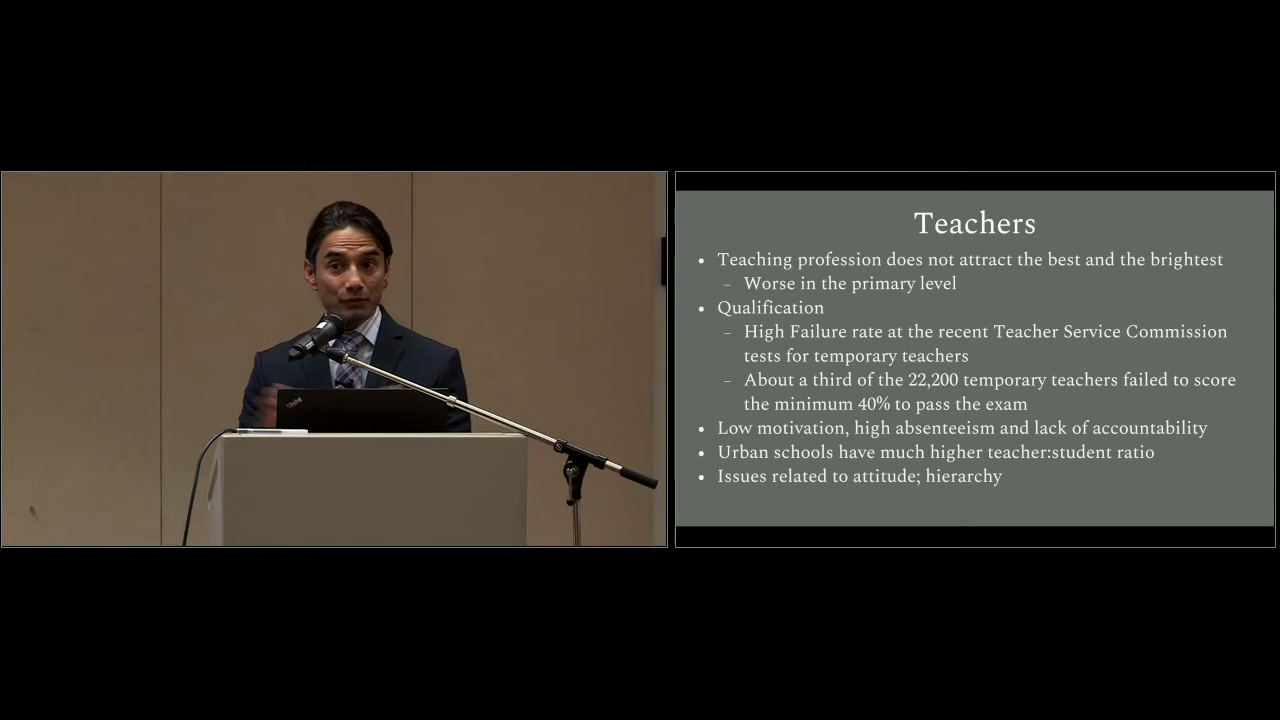 ThinkPad
Teachers
• Teaching profession does not attract the best and the brightest
– Worse in the primary level
• Qualification
– High Failure rate at the recent Teacher Service Commission
tests for temporary teachers
– About a third of the 22,200 temporary teachers failed to score
the minimum 40% to pass the exam
• Low motivation, high absenteeism and lack of accountability
• Urban schools have much higher teacher:student ratio
• Issues related to attitude; hierarchy